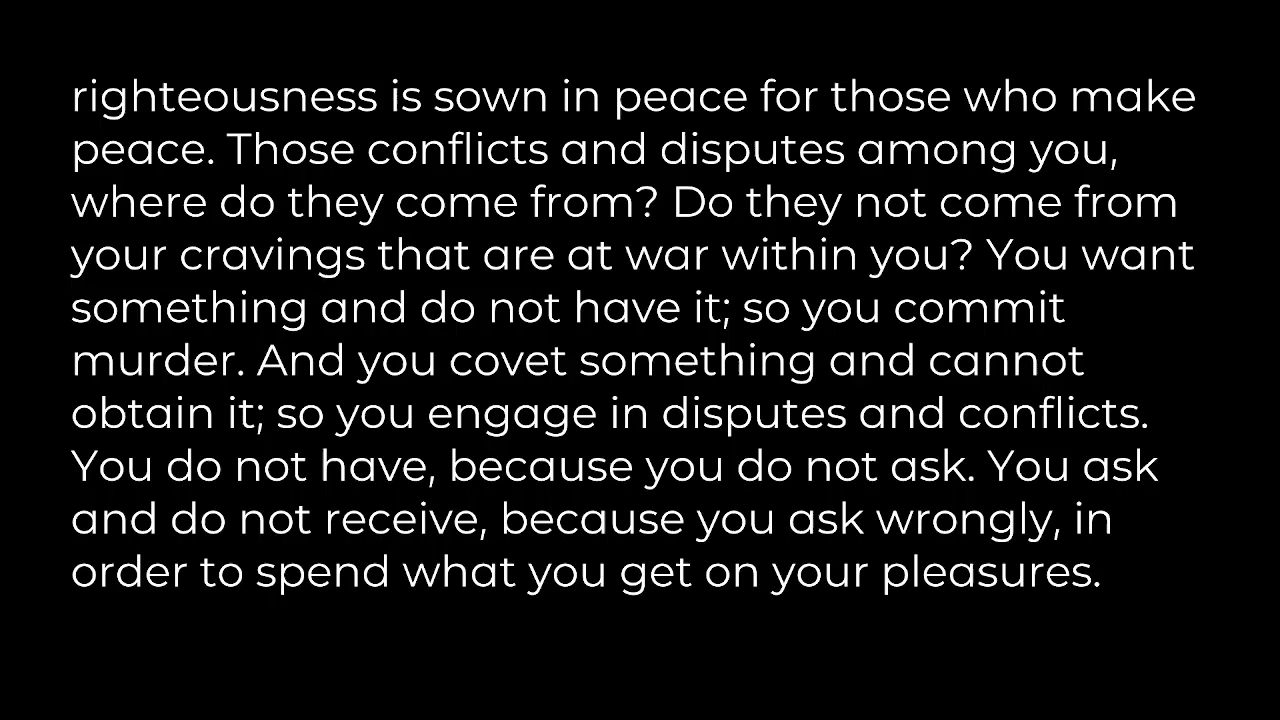 righteousness is sown in peace for those who make
peace. Those conflicts and disputes among you,
where do they come from? Do they not come from
your cravings that are at war within you? You want
something and do not have it; so you commit
murder. And you covet something and cannot
obtain it; so you engage in disputes and conflicts.
You do not have, because you do not ask. You ask
and do not receive, because you ask wrongly, in
order to spend what you get on your pleasures.